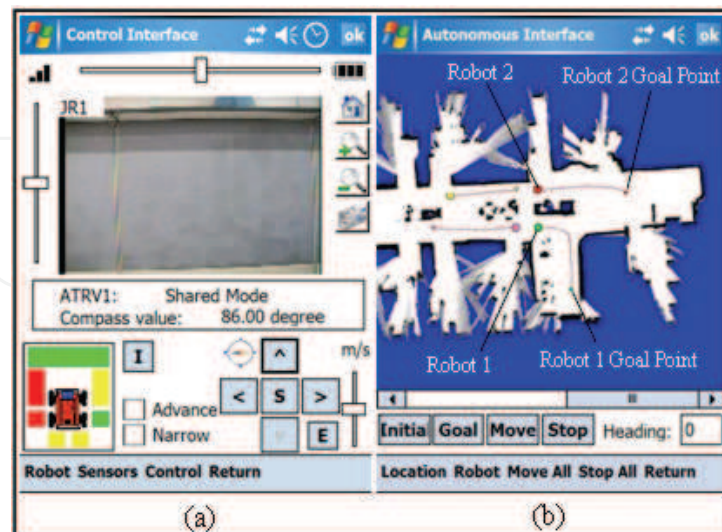 Control Interface
ok
JR1
ATRV1: Shared Mode
Compass value: 86.00 degree
I
^
m/s
<
S
>
Advance
Narrow
v
E
Robot Sensors Control Return
(a)
Autonomous Interface
ok
Robot 2
Robot 2 Goal Point
Robot 1
Robot 1 Goal Point
Initial Goal Move Stop Heading: 0
Location Robot Move All Stop All Return
(b)